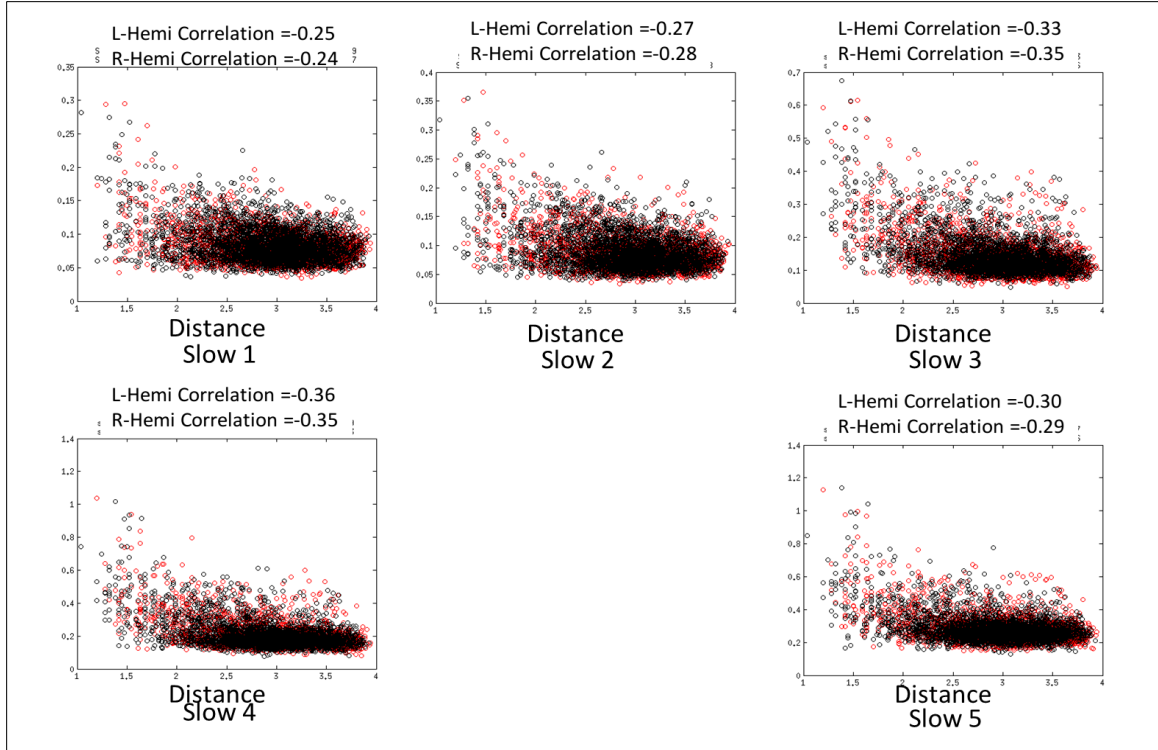 L-Hemi Correlation =-0.25
R-Hemi Correlation =-0.24
0.35
0.3
0.25
0.2
0.15
0.1
0.05
0
1 1.5 2 2.5 3 3.5 4
Distance
Slow 1
L-Hemi Correlation =-0.27
R-Hemi Correlation =-0.28
0.4
0.35
0.3
0.25
0.2
0.15
0.1
0.05
0
1 1.5 2 2.5 3 3.5 4
Distance
Slow 2
L-Hemi Correlation =-0.33
R-Hemi Correlation =-0.35
0.7
0.6
0.5
0.4
0.3
0.2
0.1
0
1 1.5 2 2.5 3 3.5 4
Distance
Slow 3
L-Hemi Correlation =-0.36
R-Hemi Correlation =-0.35
1.4
1.2
1
0.8
0.6
0.4
0.2
0
1 1.5 2 2.5 3 3.5 4
Distance
Slow 4
L-Hemi Correlation =-0.30
R-Hemi Correlation =-0.29
1.4
1.2
1
0.8
0.6
0.4
0.2
0
1 1.5 2 2.5 3 3.5 4
Distance
Slow 5